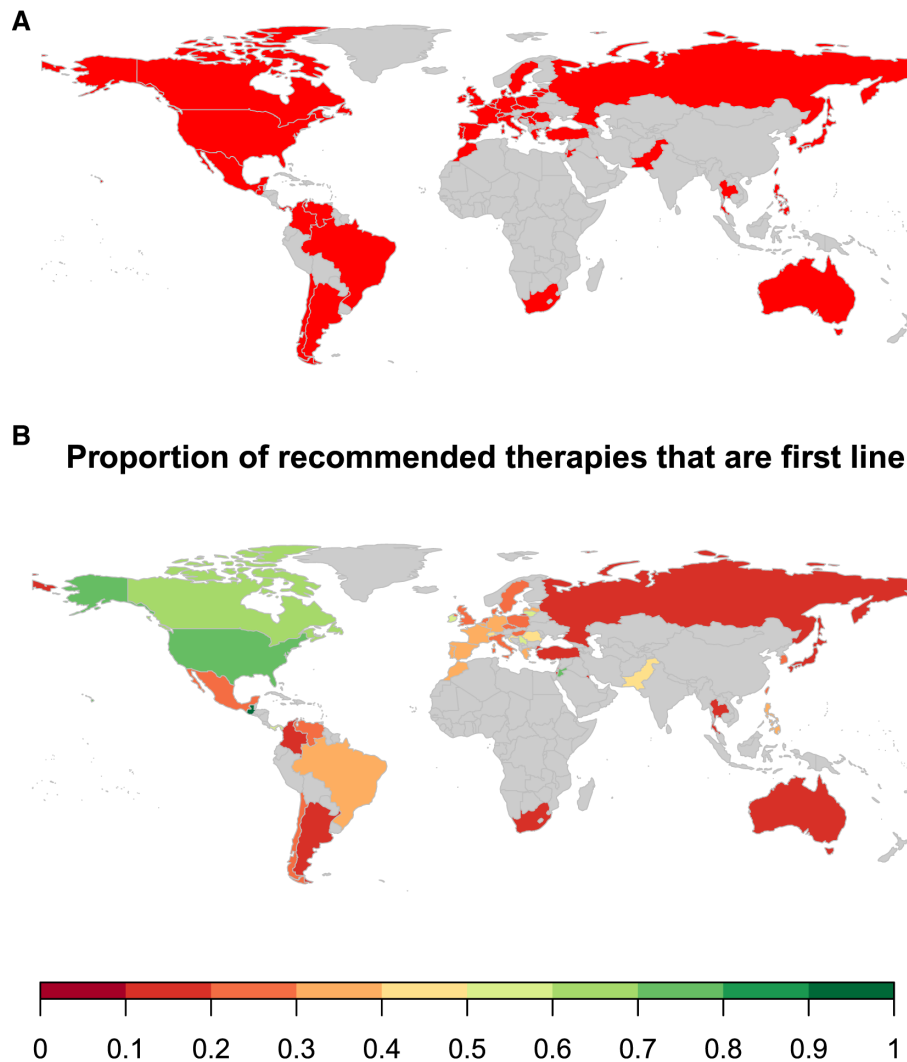 A
B
Proportion of recommended therapies that are first line
0 0.1 0.2 0.3 0.4 0.5 0.6 0.7 0.8 0.9 1